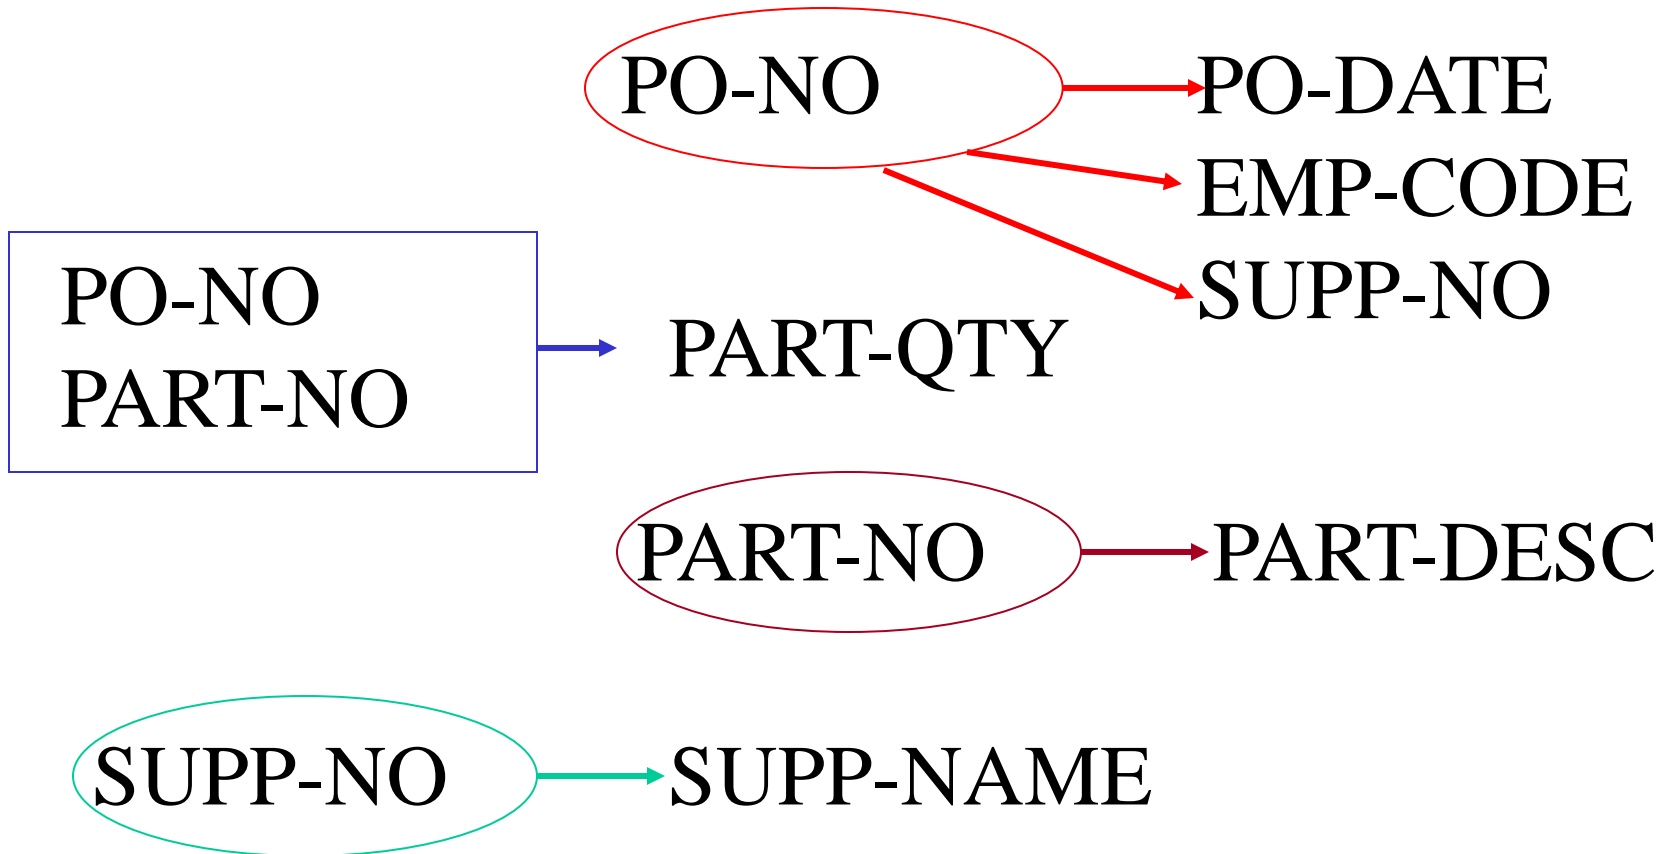 PO-NO PO-DATE
EMP-CODE
SUPP-NO
PO-NO
PART-NO
PART-QTY
PART-NO PART-DESC
SUPP-NO SUPP-NAME